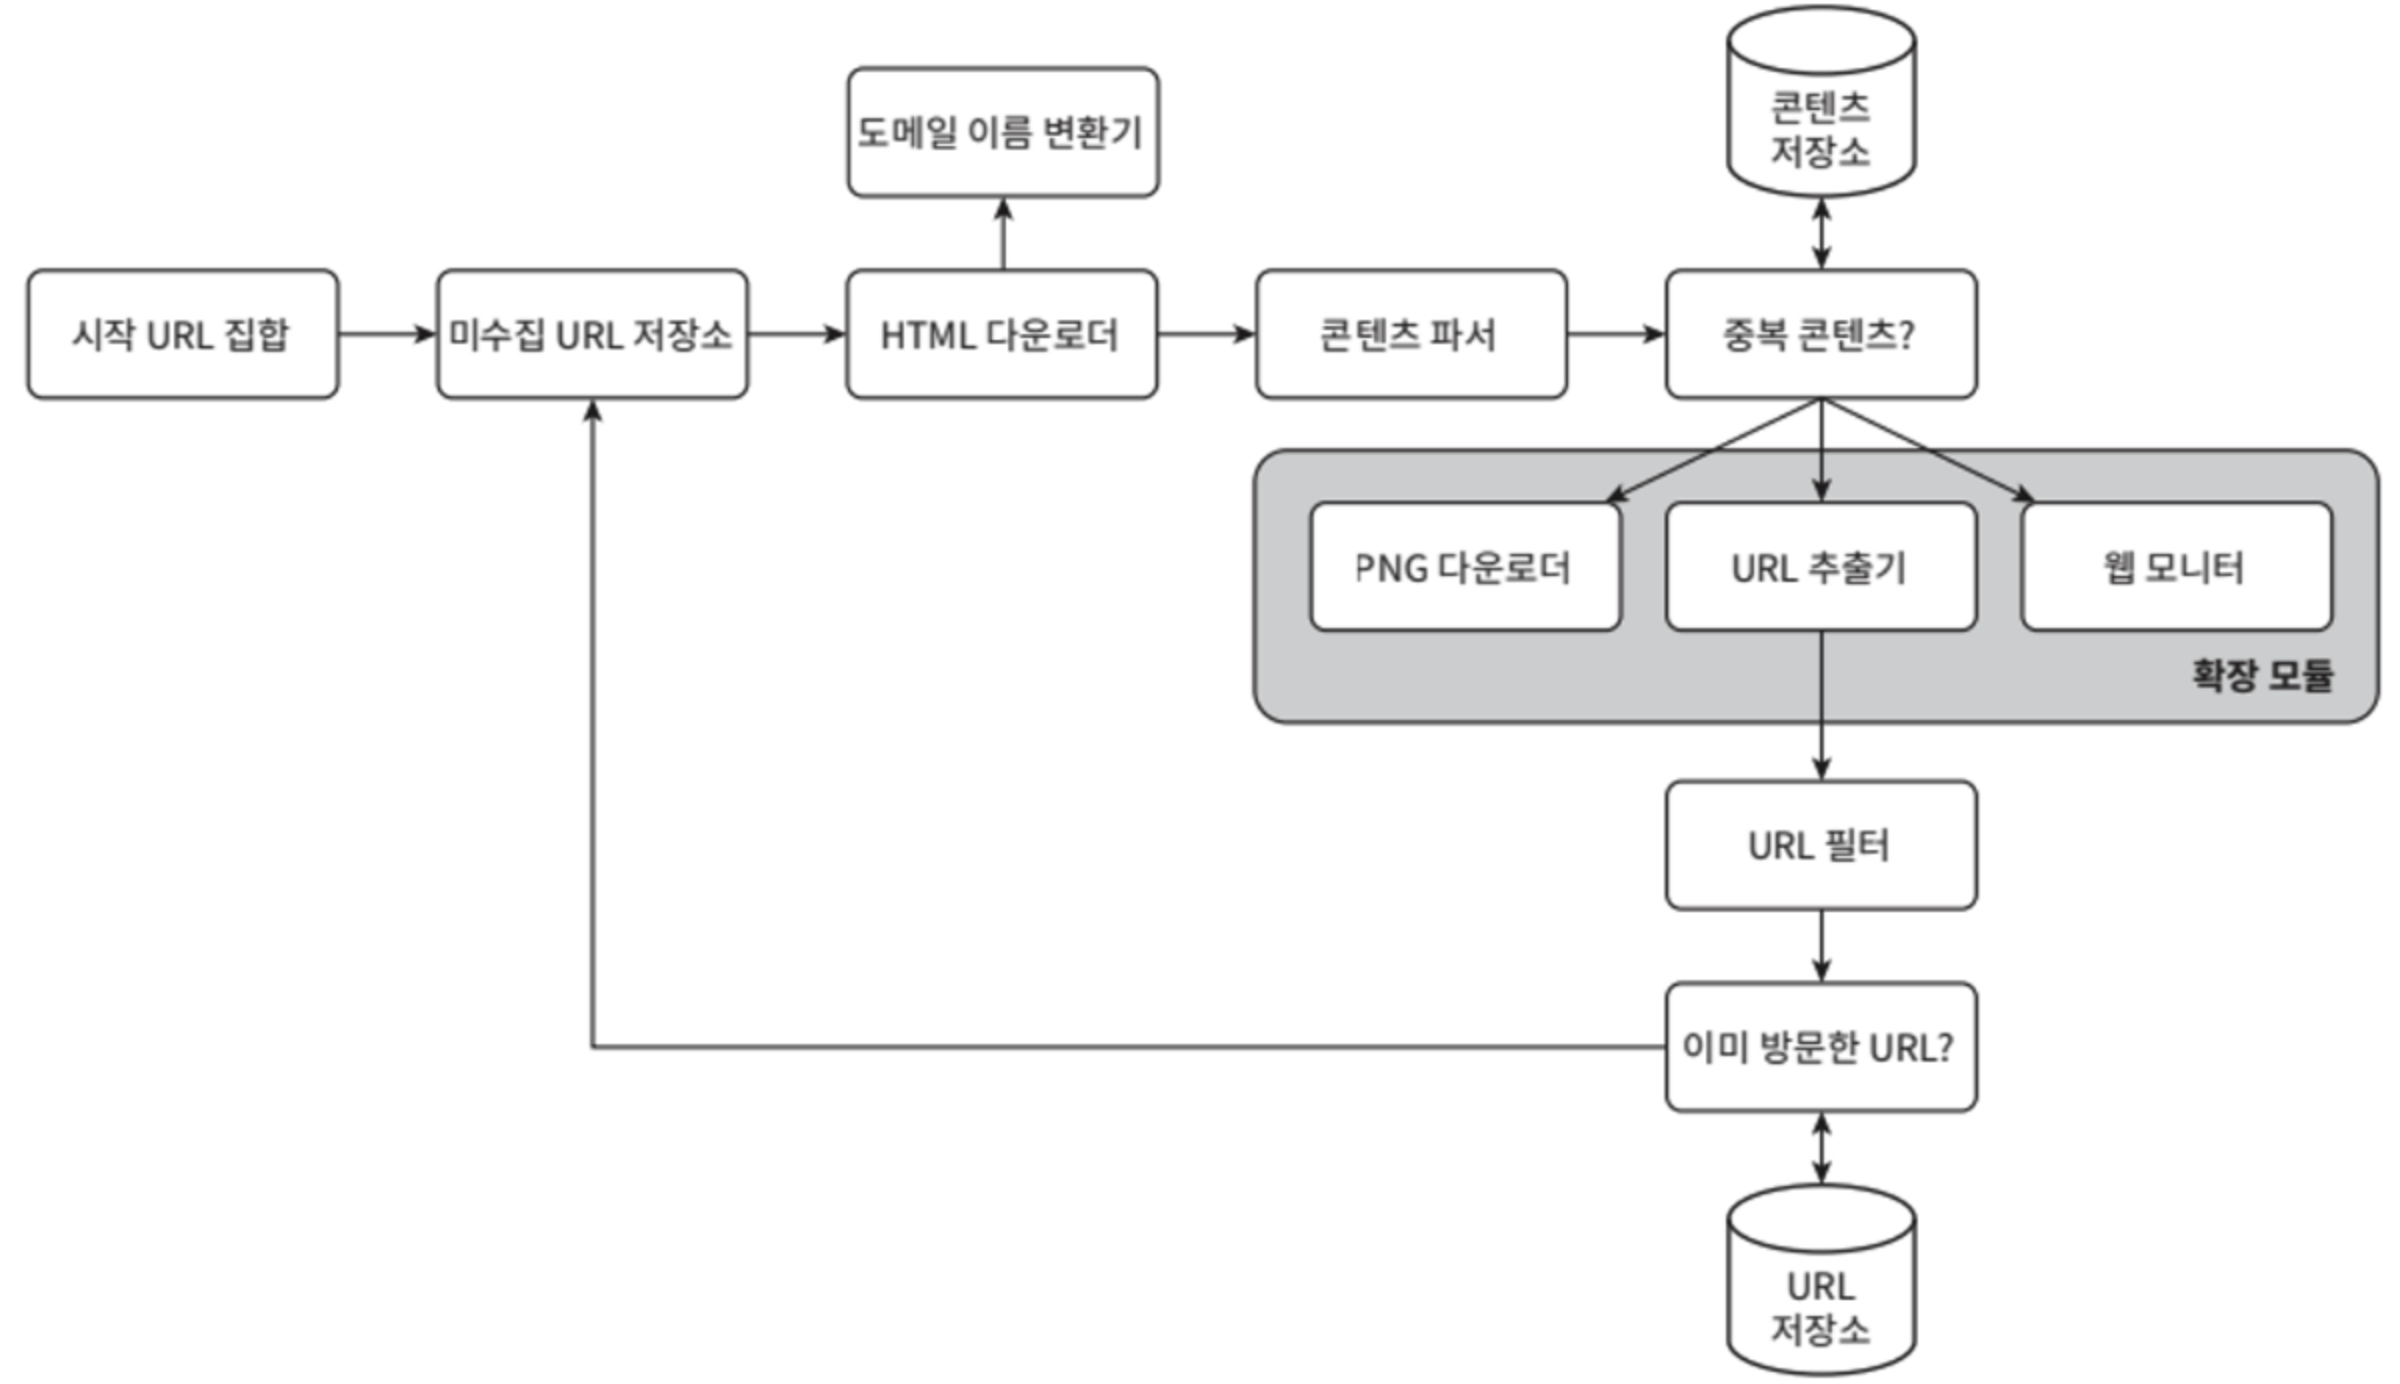 콘텐츠
저장소
도메일 이름 변환기
시작 URL 집합
미수집 URL 저장소
HTML 다운로더
콘텐츠 파서
중복 콘텐츠?
PNG 다운로더
URL 추출기
웹 모니터
확장 모듈
URL 필터
이미 방문한 URL?
URL
저장소